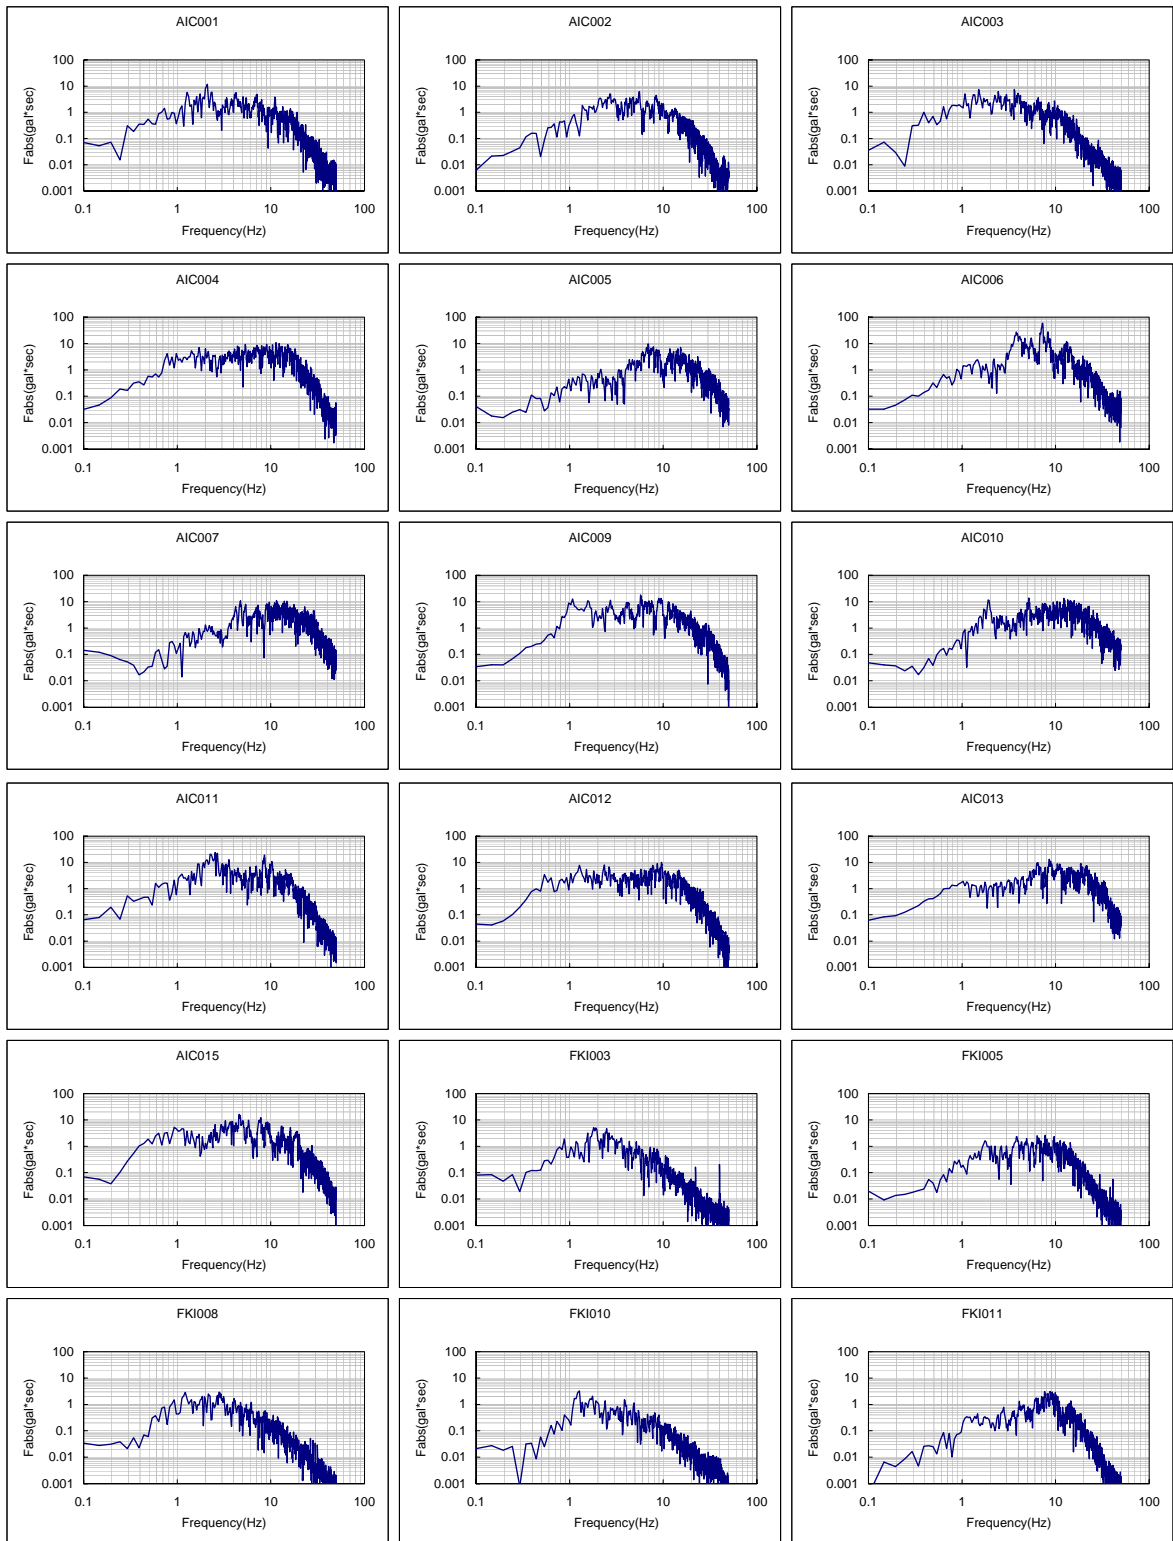 AIC001 AIC002 AIC003
100 100 100
10 10 10
1 1 1
0.1 0.1 0.1
0.01 0.01 0.01
0.001 0.001 0.001
Fabs(gal*sec) Fabs(gal*sec) Fabs(gal*sec)
0.1 1 10 100 0.1 1 10 100 0.1 1 10 100
Frequency(Hz) Frequency(Hz) Frequency(Hz)
AIC004 AIC005 AIC006
100 100 100
10 10 10
1 1 1
0.1 0.1 0.1
0.01 0.01 0.01
0.001 0.001 0.001
Fabs(gal*sec) Fabs(gal*sec) Fabs(gal*sec)
0.1 1 10 100 0.1 1 10 100 0.1 1 10 100
Frequency(Hz) Frequency(Hz) Frequency(Hz)
AIC007 AIC009 AIC010
100 100 100
10 10 10
1 1 1
0.1 0.1 0.1
0.01 0.01 0.01
0.001 0.001 0.001
Fabs(gal*sec) Fabs(gal*sec) Fabs(gal*sec)
0.1 1 10 100 0.1 1 10 100 0.1 1 10 100
Frequency(Hz) Frequency(Hz) Frequency(Hz)
AIC011 AIC012 AIC013
100 100 100
10 10 10
1 1 1
0.1 0.1 0.1
0.01 0.01 0.01
0.001 0.001 0.001
Fabs(gal*sec) Fabs(gal*sec) Fabs(gal*sec)
0.1 1 10 100 0.1 1 10 100 0.1 1 10 100
Frequency(Hz) Frequency(Hz) Frequency(Hz)
AIC015 FKI003 FKI005
100 100 100
10 10 10
1 1 1
0.1 0.1 0.1
0.01 0.01 0.01
0.001 0.001 0.001
Fabs(gal*sec) Fabs(gal*sec) Fabs(gal*sec)
0.1 1 10 100 0.1 1 10 100 0.1 1 10 100
Frequency(Hz) Frequency(Hz) Frequency(Hz)
FKI008 FKI010 FKI011
100 100 100
10 10 10
1 1 1
0.1 0.1 0.1
0.01 0.01 0.01
0.001 0.001 0.001
Fabs(gal*sec) Fabs(gal*sec) Fabs(gal*sec)
0.1 1 10 100 0.1 1 10 100 0.1 1 10 100
Frequency(Hz) Frequency(Hz) Frequency(Hz)